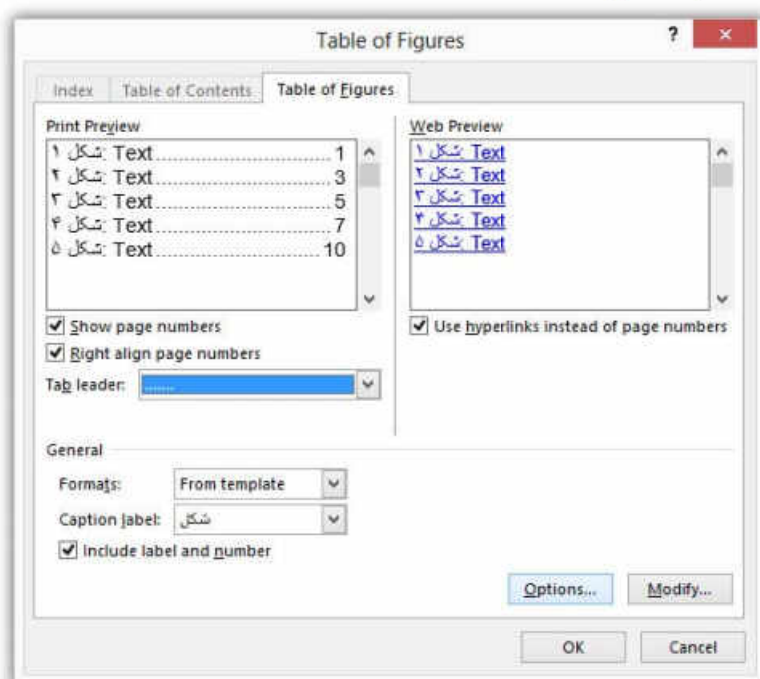 Table of Figures
? ×
Index Table of Contents Table of Figures
Print Preview
شکل ۱: Text 1
شکل ۲: Text 3
شکل ۳: Text 5
شکل ۴: Text 7
شکل ۵: Text 10
Show page numbers
Right align page numbers
Tab leader: .......
Web Preview
شکل ۱: Text
شکل ۲: Text
شکل ۳: Text
شکل ۴: Text
شکل ۵: Text
Use hyperlinks instead of page numbers
General
Formats: From template
Caption label: شکل
Include label and number
Options... Modify...
OK Cancel